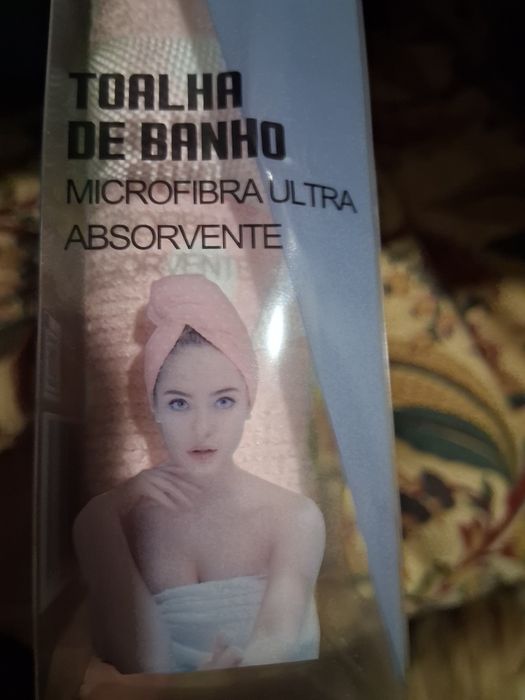 TOALHA
DE BANHO
MICROFIBRA ULTRA
ABSORVENTE